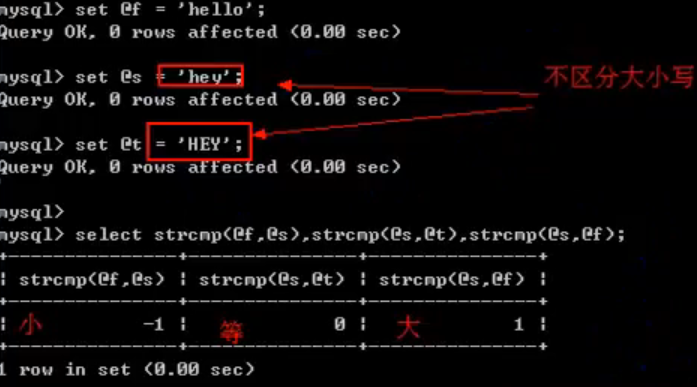 mysql> set @f = 'hello';
Query OK, 0 rows affected (0.00 sec)
mysql> set @s = 'hey';
不区分大小写
Query OK, 0 rows affected (0.00 sec)
mysql> set @t = 'HEY';
Query OK, 0 rows affected (0.00 sec)
mysql>
mysql> select strcmp(@f,@s),strcmp(@s,@t),strcmp(@s,@f);
+---------------+---------------+---------------+
| strcmp(@f,@s) | strcmp(@s,@t) | strcmp(@s,@f) |
+---------------+---------------+---------------+
| 小 -1 | 等 0 | 大 1 |
+---------------+---------------+---------------+
1 row in set (0.00 sec)